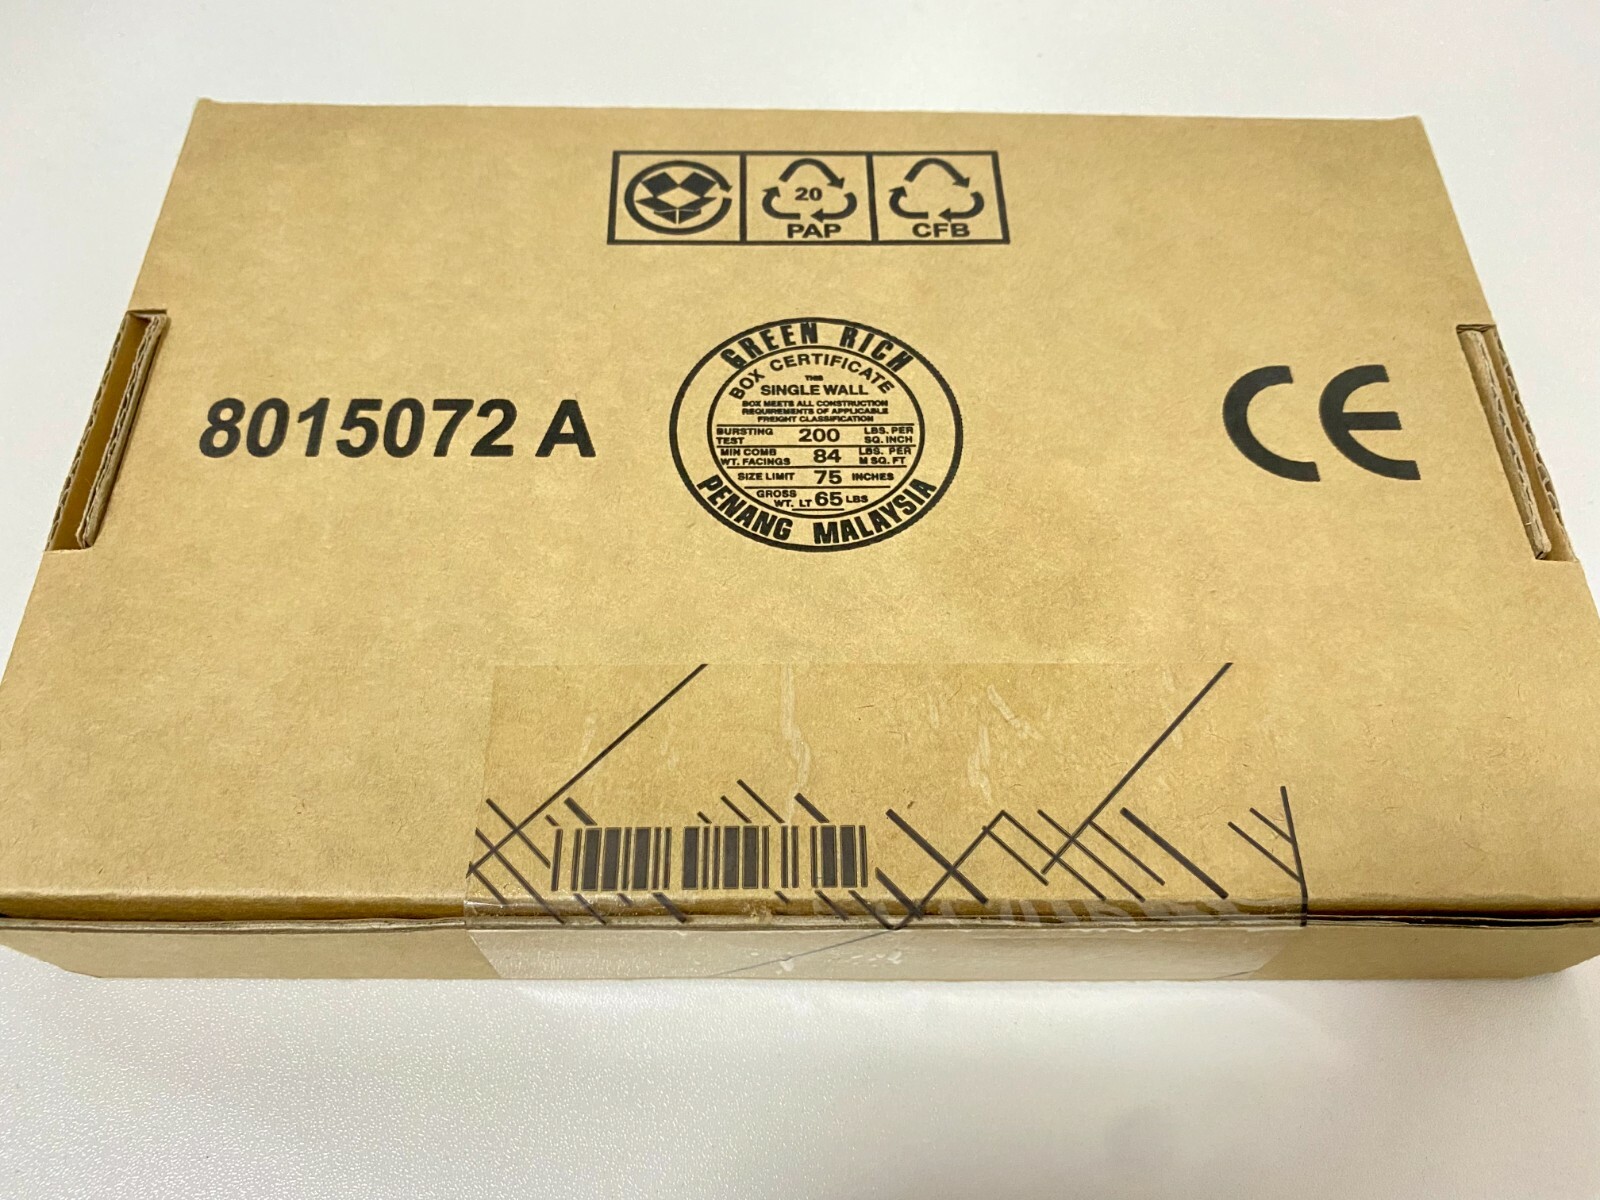 20
PAP
CFB
GREEN RICH
BOX CERTIFICATE
THIS
SINGLE WALL
BOX MEETS ALL CONSTRUCTION
REQUIREMENTS OF APPLICABLE
FREIGHT CLASSIFICATION
BURSTING TEST 200 LBS. PER SQ. INCH
MIN COMB WT. FACINGS 84 LBS. PER M SQ. FT
SIZE LIMIT 75 INCHES
GROSS WT. LT 65 LBS
PENANG MALAYSIA
8015072 A
CE